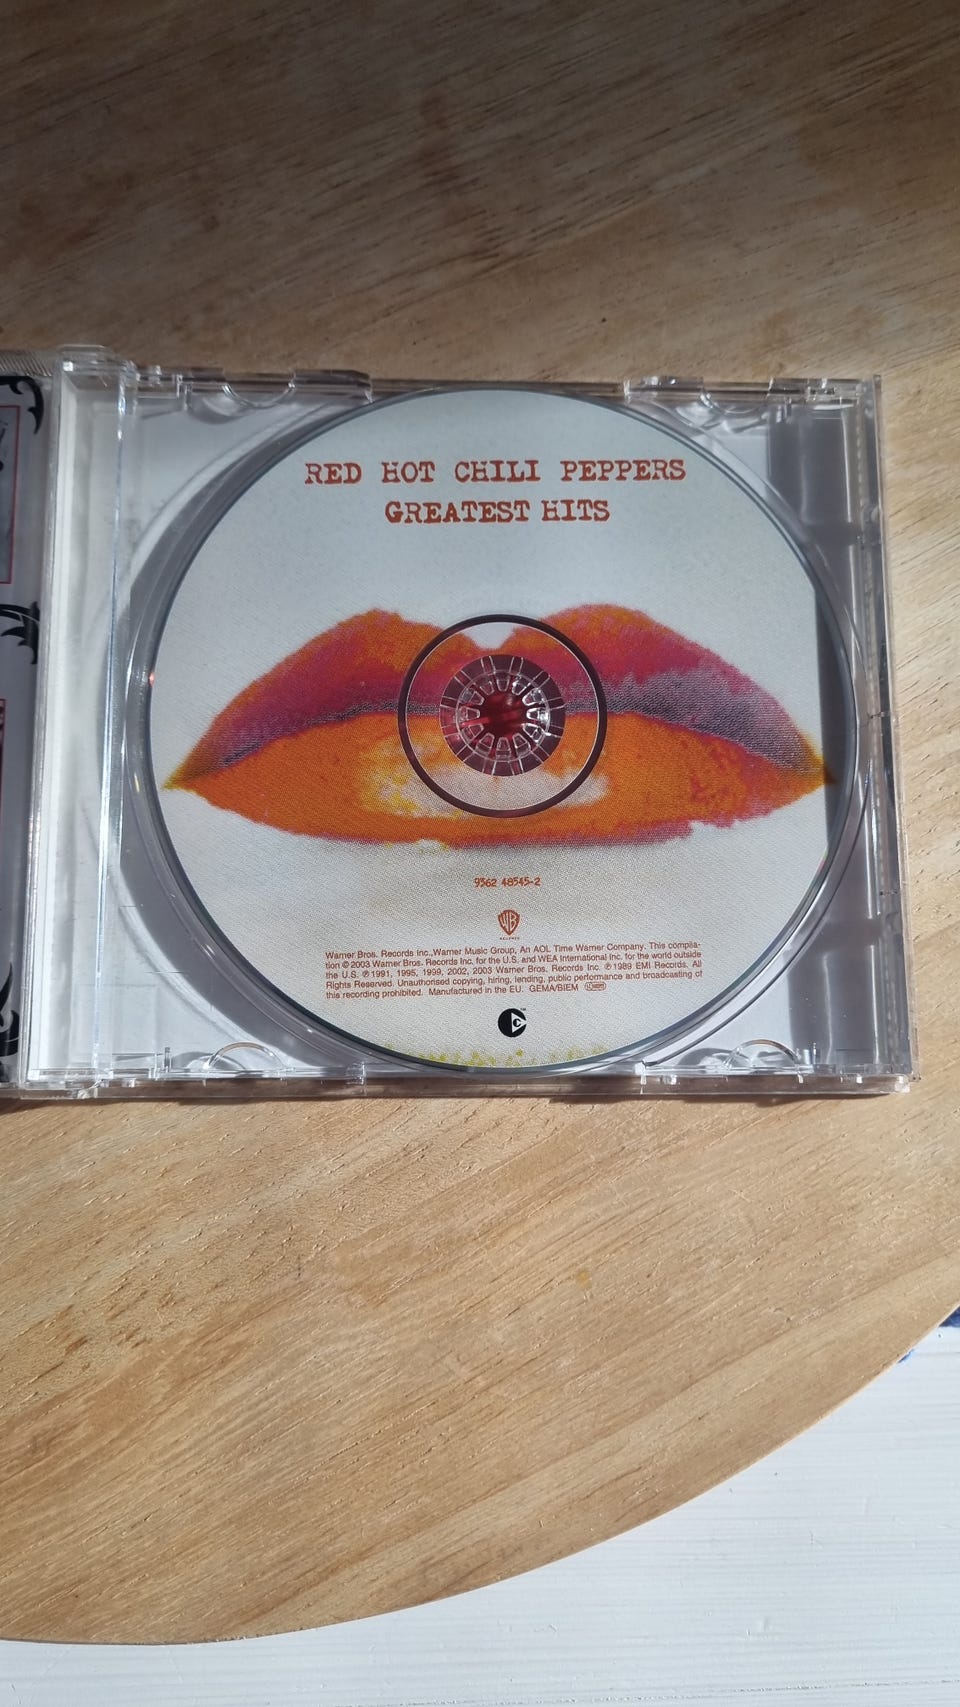 RED HOT CHILI PEPPERS
GREATEST HITS
9362 48545-2
WB
Warner Bros. Records Inc.,Warner Music Group, An AOL Time Warner Company. This compila-
tion © 2003 Warner Bros. Records Inc. for the U.S. and WEA International Inc. for the world outside
the U.S. ℗ 1991, 1995, 1999, 2002, 2003 Warner Bros. Records Inc. ℗ 1989 EMI Records. All
Rights Reserved. Unauthorised copying, hiring, lending, public performance and broadcasting of
this recording prohibited. Manufactured in the EU. GEMA/BIEM